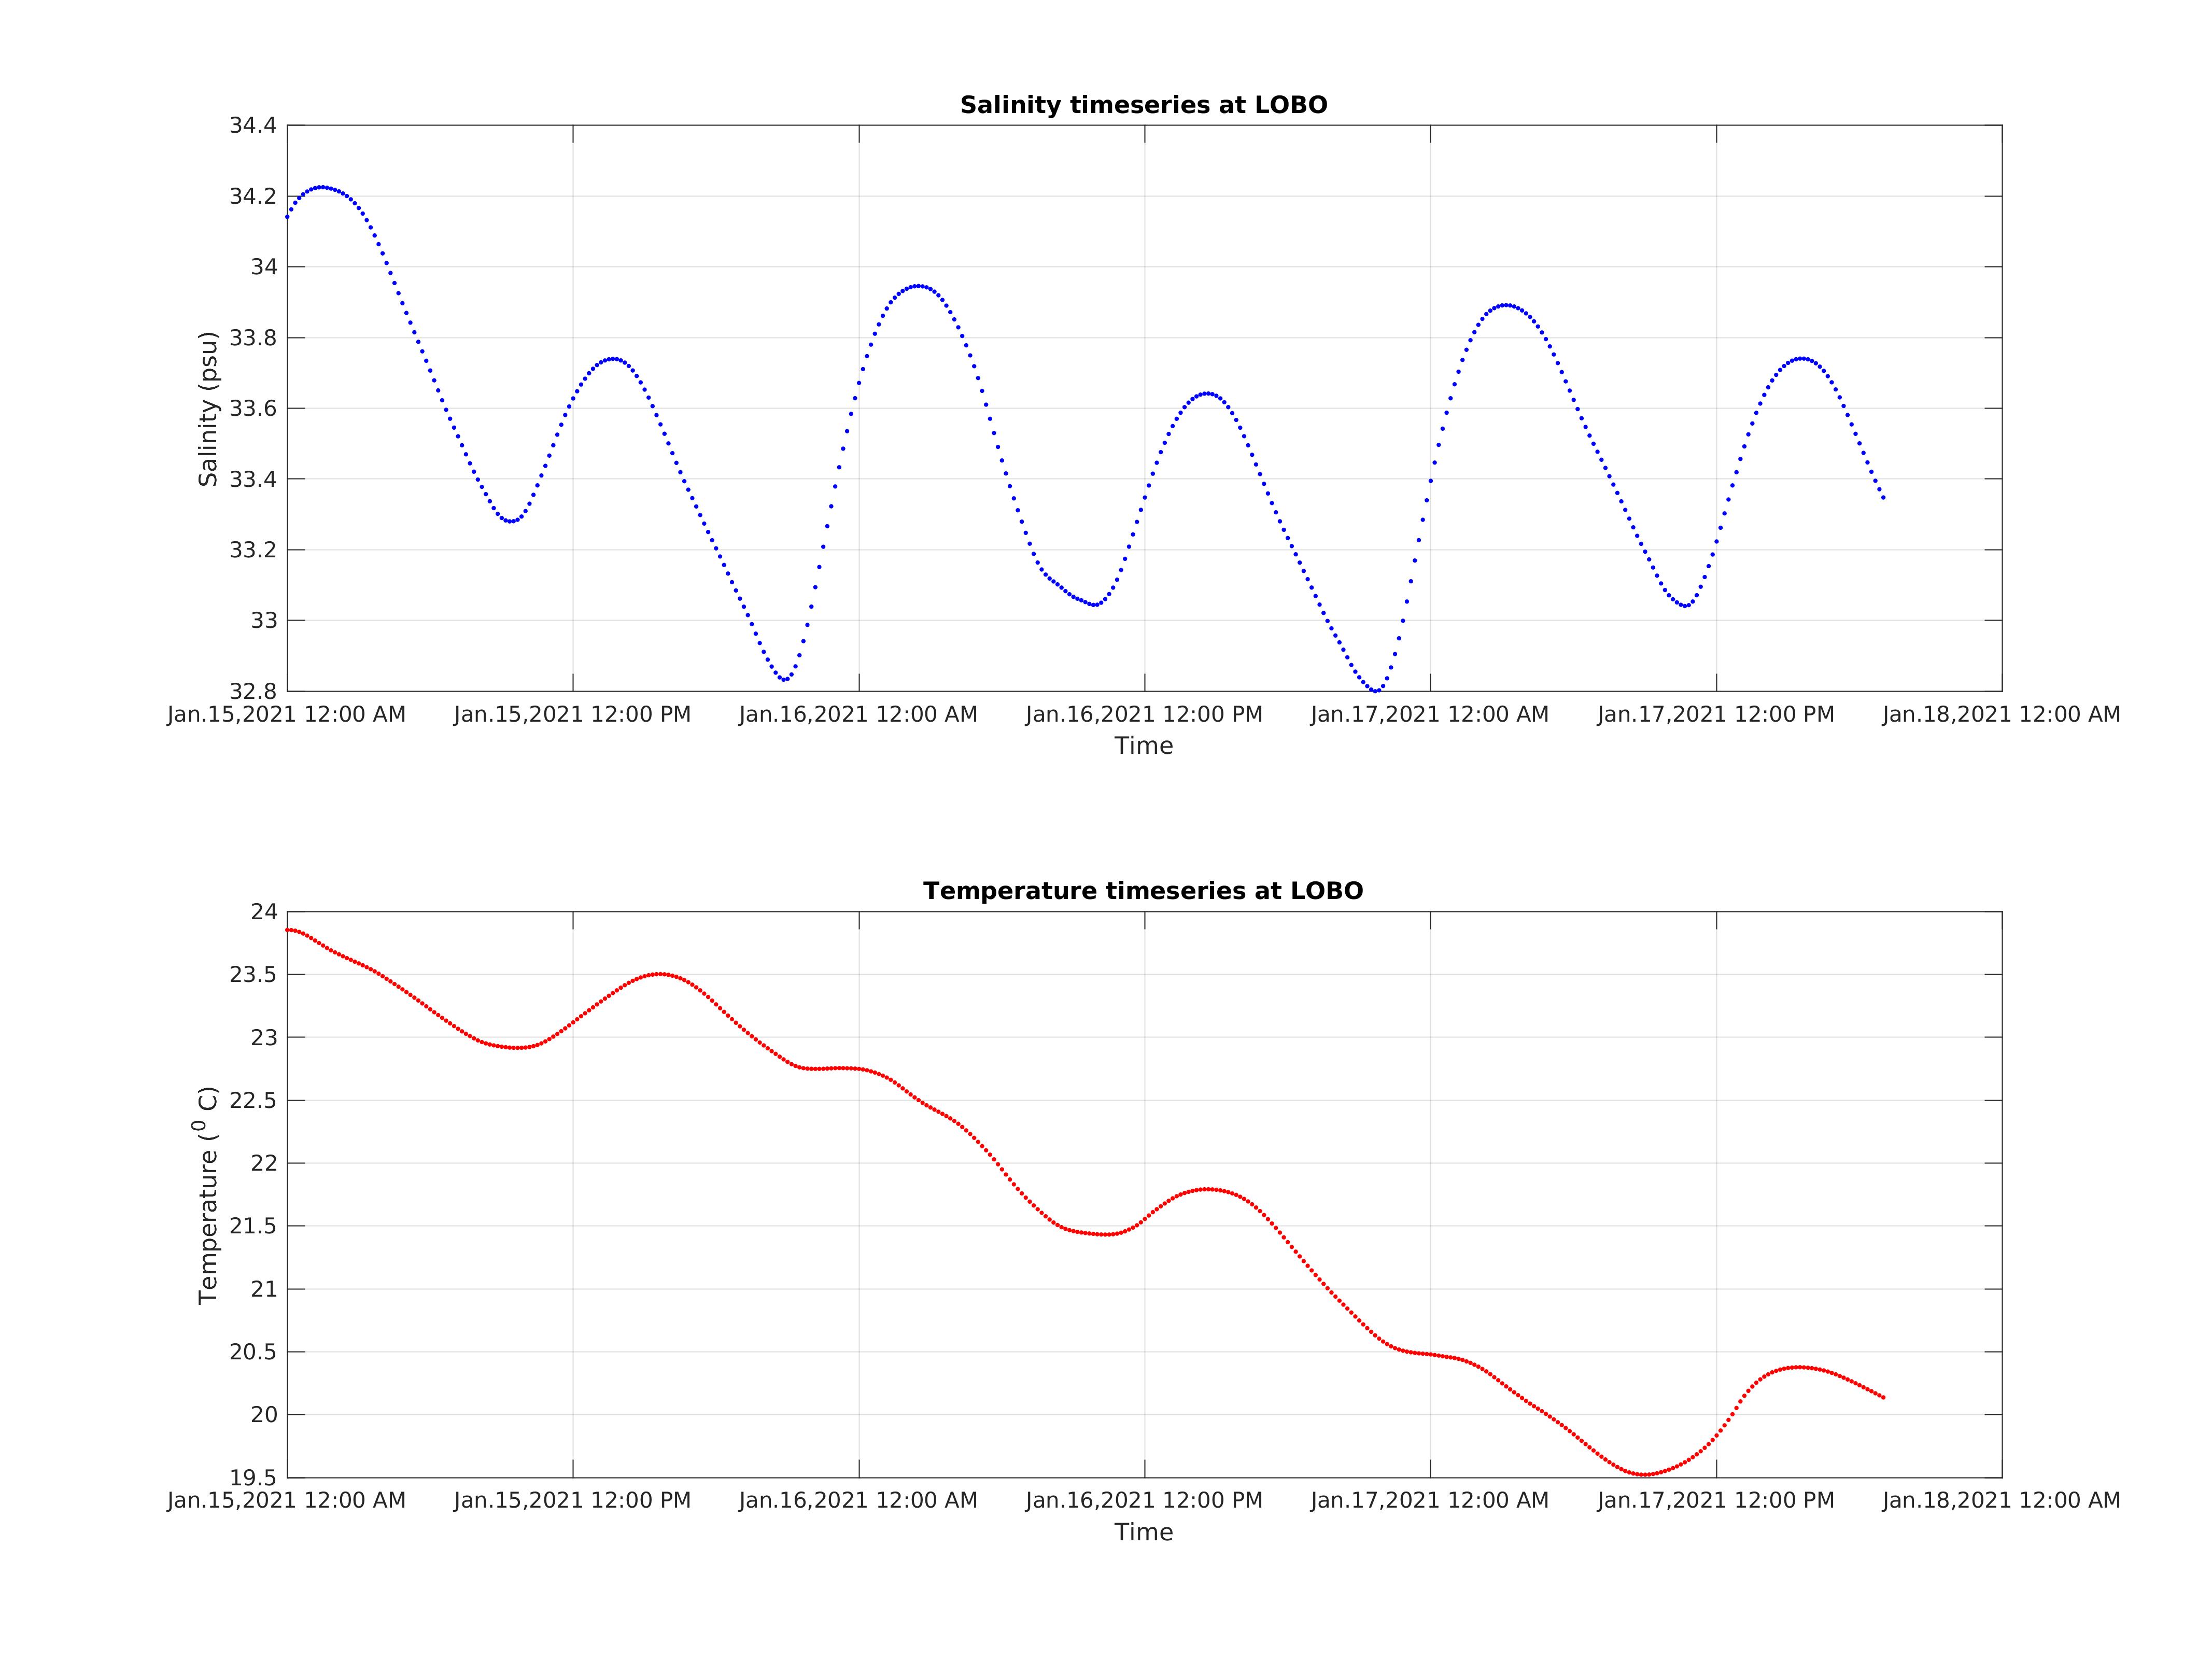 Salinity timeseries at LOBO
34.4
34.2
34
33.8
33.6
33.4
33.2
33
32.8
Salinity (psu)
Jan.15,2021 12:00 AM Jan.15,2021 12:00 PM Jan.16,2021 12:00 AM Jan.16,2021 12:00 PM Jan.17,2021 12:00 AM Jan.17,2021 12:00 PM Jan.18,2021 12:00 AM
Time
Temperature timeseries at LOBO
24
23.5
23
22.5
22
21.5
21
20.5
20
19.5
Temperature (⁰ C)
Jan.15,2021 12:00 AM Jan.15,2021 12:00 PM Jan.16,2021 12:00 AM Jan.16,2021 12:00 PM Jan.17,2021 12:00 AM Jan.17,2021 12:00 PM Jan.18,2021 12:00 AM
Time